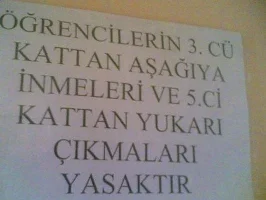 ÖĞRENCİLERİN 3. CÜ
KATTAN AŞAĞIYA
İNMELERİ VE 5.Cİ
KATTAN YUKARI
ÇIKMALARI
YASAKTIR